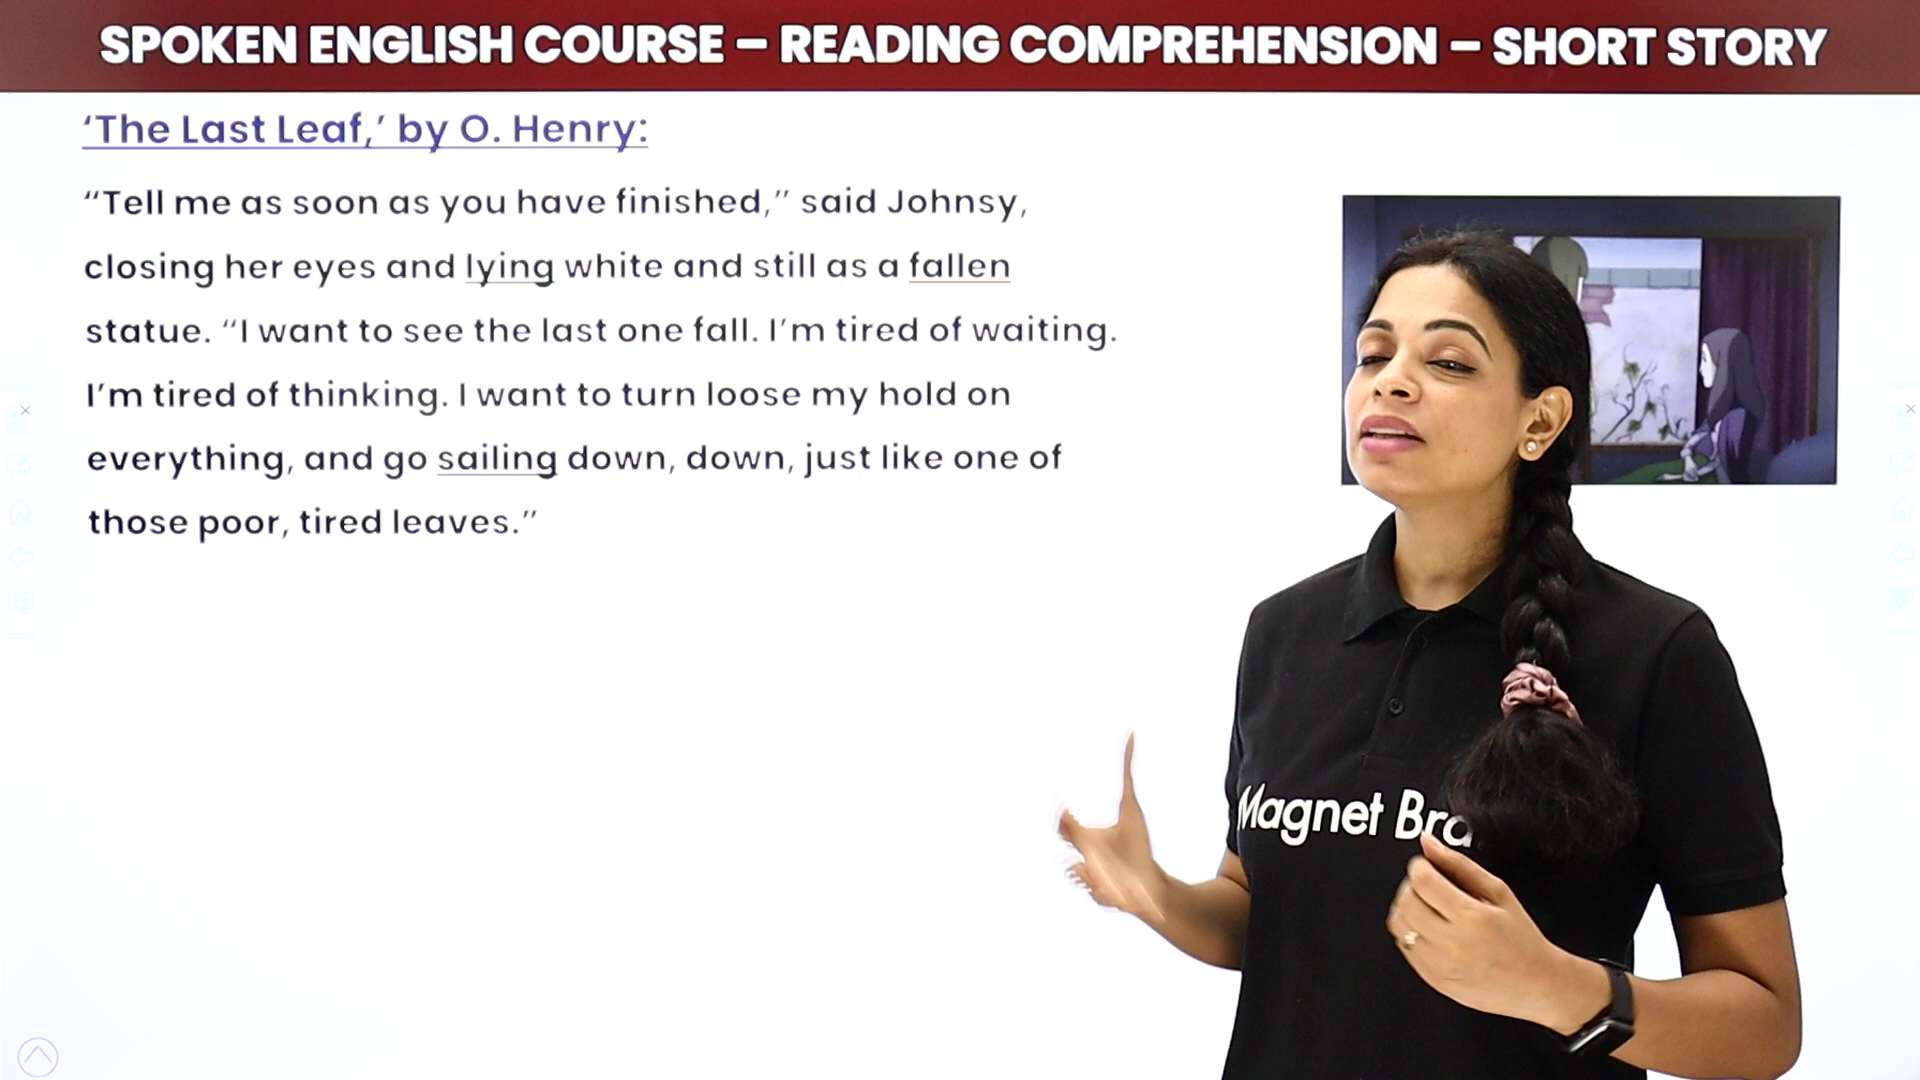 SPOKEN ENGLISH COURSE – READING COMPREHENSION – SHORT STORY
‘The Last Leaf,’ by O. Henry:
“Tell me as soon as you have finished,” said Johnsy,
closing her eyes and lying white and still as a fallen
statue. “I want to see the last one fall. I’m tired of waiting.
I’m tired of thinking. I want to turn loose my hold on
everything, and go sailing down, down, just like one of
those poor, tired leaves.”
Magnet Bra